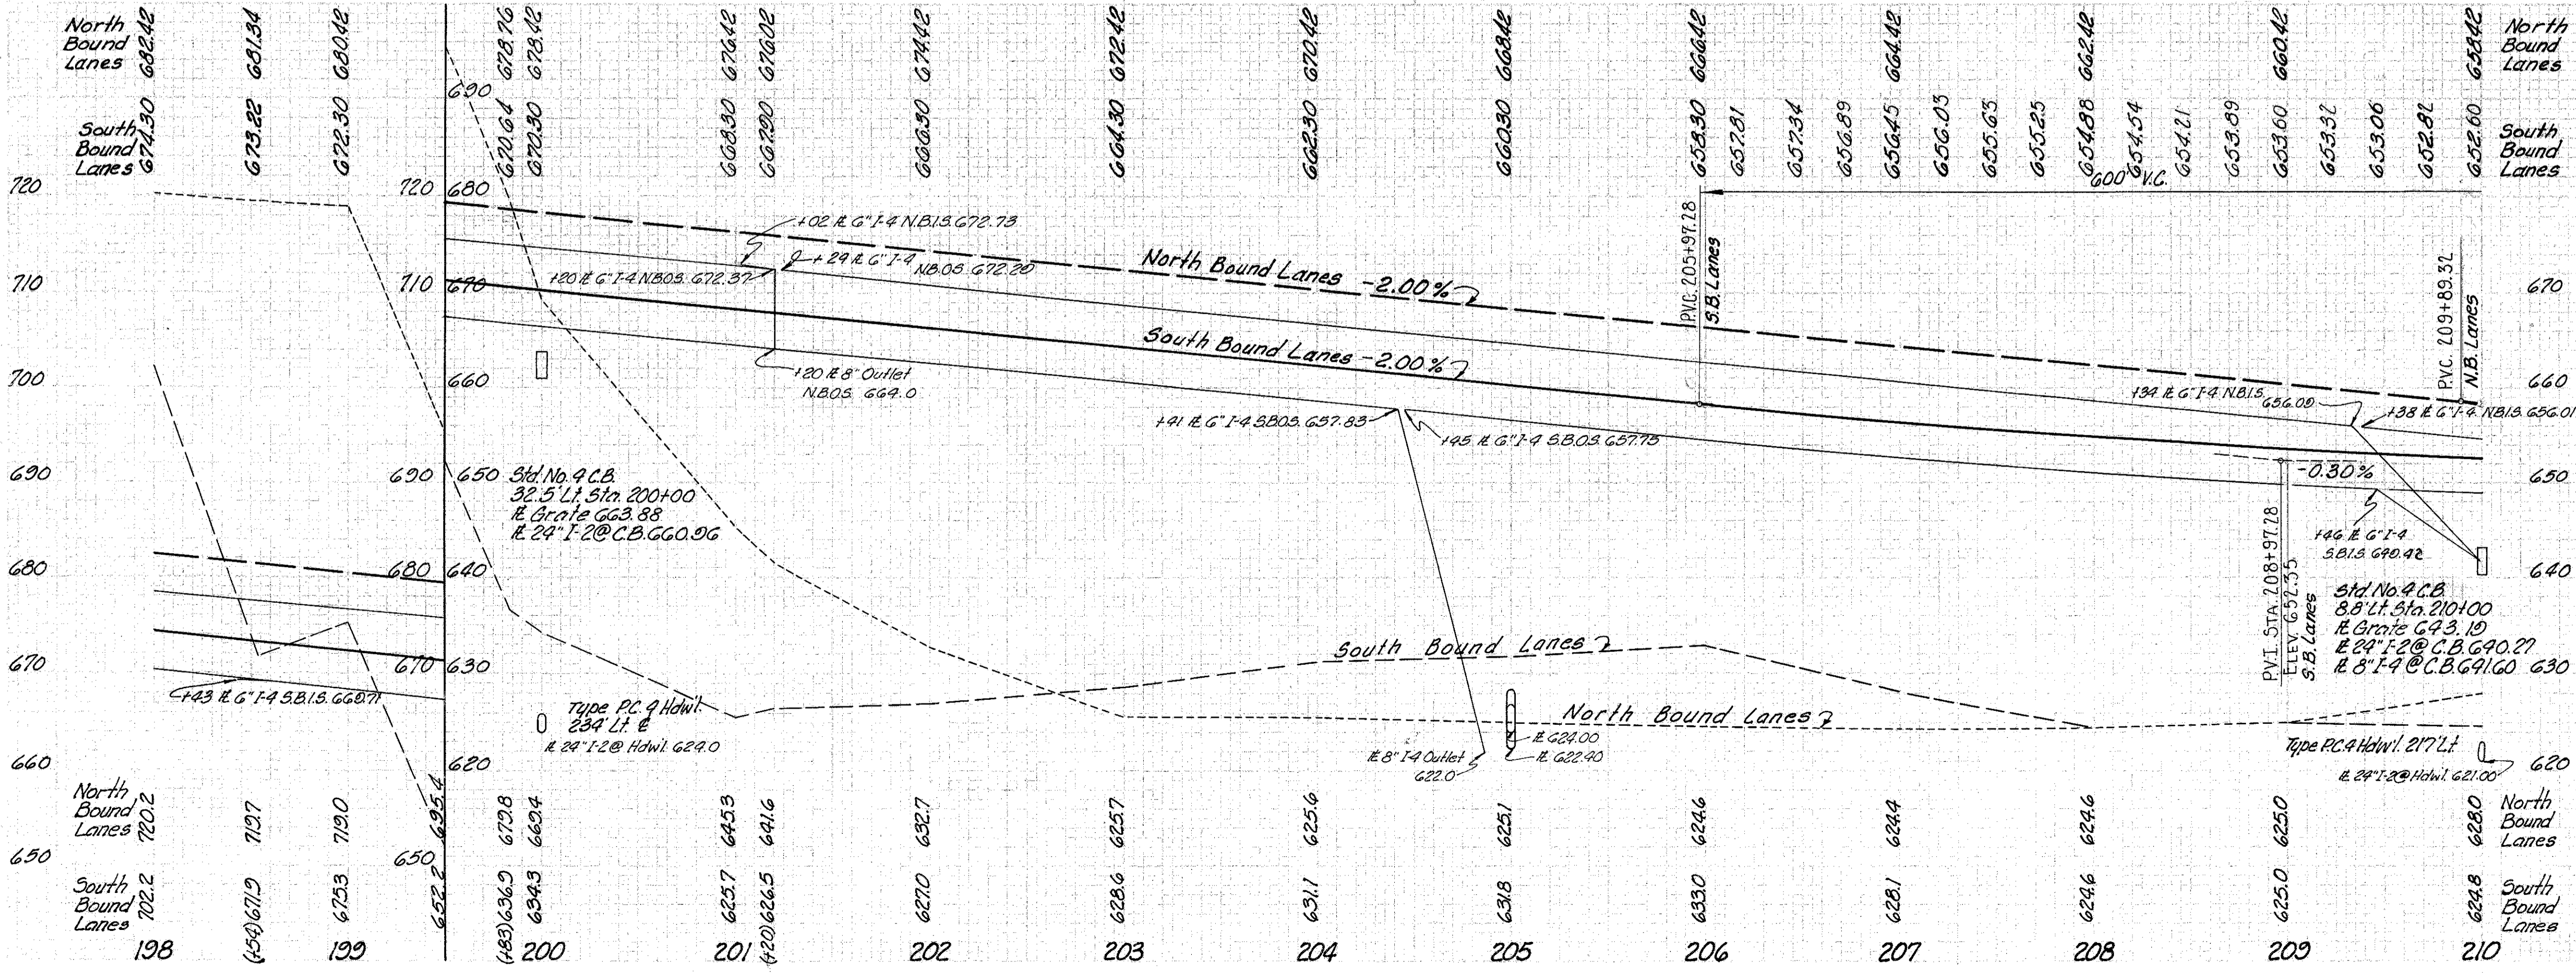 North Bound Lanes 682.42 681.34 680.42 678.76 678.42 676.42 676.02 674.42 672.42 670.42 668.42 666.42 664.42 662.42 660.42 658.42 North Bound Lanes
South Bound Lanes 674.30 673.22 672.30 670.64 670.30 668.30 667.90 666.30 664.30 662.30 660.30 658.30 657.81 657.34 656.89 656.45 656.03 655.63 655.25 654.88 654.54 654.21 653.89 653.60 653.32 653.06 652.82 652.60 South Bound Lanes
690
720 720 680
600' V.C.
+02 ⅊ 6" I-4 N.B.I.S. 672.73
+20 ⅊ 6" I-4 N.B.O.S. 672.37
+29 ⅊ 6" I-4 N.B.O.S. 672.20
North Bound Lanes -2.00%
P.V.C. 205+97.28
S.B. Lanes
P.V.C. 209+89.32
N.B. Lanes
710 710 670 670
South Bound Lanes -2.00%
+20 ⅊ 8" Outlet
N.B.O.S. 664.0
700 660 660
+34 ⅊ 6" I-4 N.B.I.S. 656.09
+38 ⅊ 6" I-4 N.B.I.S. 656.01
+41 ⅊ 6" I-4 S.B.O.S. 657.83
+45 ⅊ 6" I-4 S.B.O.S. 657.75
690 690 650 650
-0.30%
Std. No. 4 C.B.
32.5' Lt. Sta. 200+00
⅊ Grate 663.88
⅊ 24" I-2 @ C.B. 660.96
+46 ⅊ 6" I-4
S.B.I.S. 649.42
680 680 640 640
P.V.I. STA. 208+97.28
ELEV. 652.35
S.B. Lanes
Std. No. 4 C.B.
8.8' Lt. Sta. 210+00
⅊ Grate 643.19
⅊ 24" I-2 @ C.B. 640.27
⅊ 8" I-4 @ C.B. 641.60
South Bound Lanes
670 670 630 630
+43 ⅊ 6" I-4 S.B.I.S. 669.71
Type P.C. 4 Hdwl.
234' Lt. ℄
⅊ 24" I-2 @ Hdwl. 624.0
North Bound Lanes
⅊ 624.00
⅊ 622.40
⅊ 8" I-4 Outlet
622.0
Type P.C. 4 Hdw'l. 217' Lt.
⅊ 24" I-2 @ Hdwl. 621.00
660 620 620
North Bound Lanes 720.2 719.7 719.0 695.4 679.8 669.4 645.3 641.6 632.7 625.7 625.6 625.1 624.6 624.4 624.6 625.0 628.0 North Bound Lanes
650 650
South Bound Lanes 702.2 (+54) 671.9 675.3 652.2 (+83) 636.9 634.3 625.7 (+20) 626.5 627.0 628.6 631.1 631.8 633.0 628.1 624.6 625.0 624.8 South Bound Lanes
198 199 200 201 202 203 204 205 206 207 208 209 210